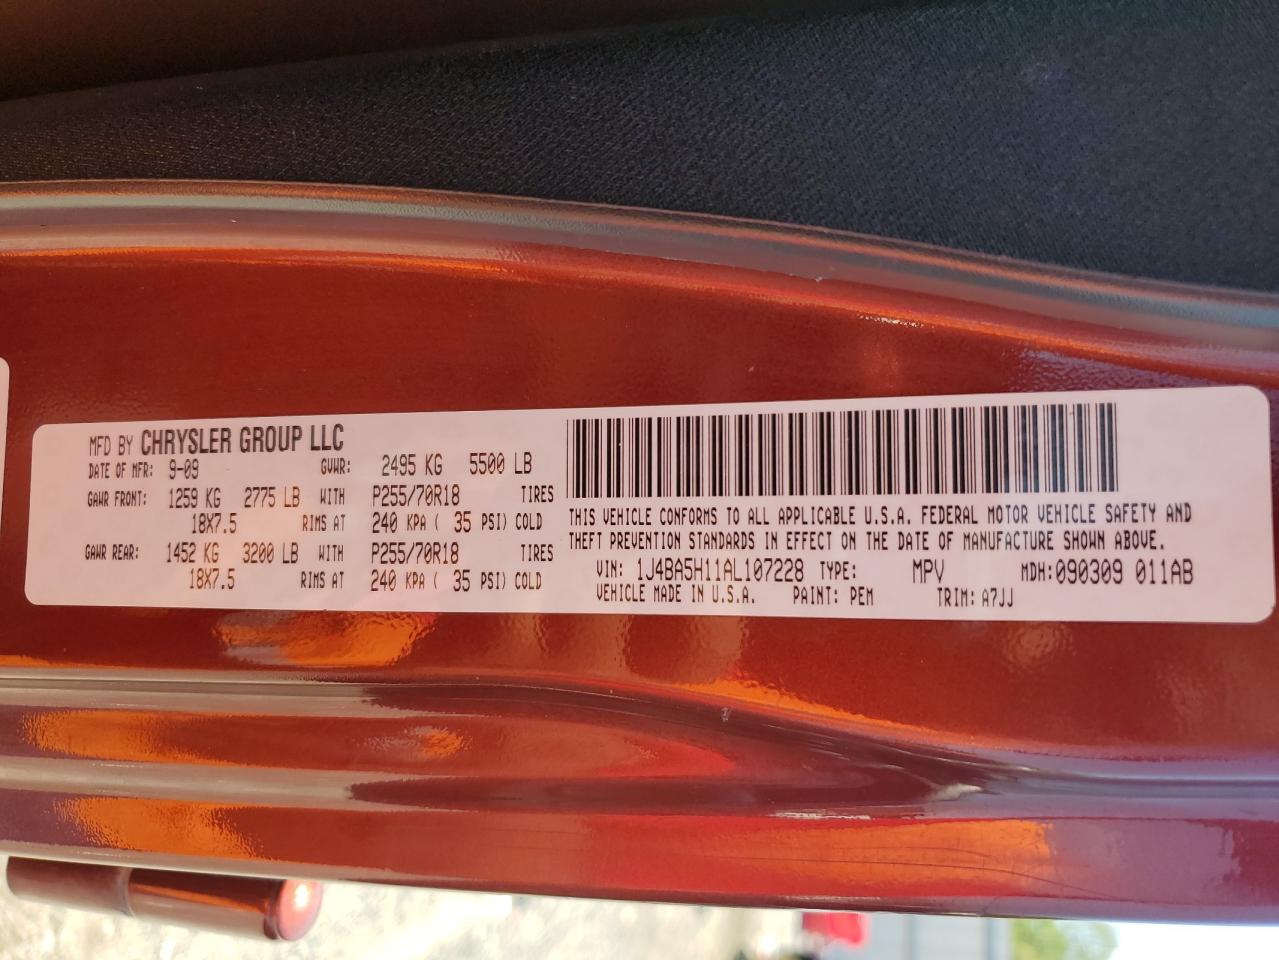 MFD BY CHRYSLER GROUP LLC
DATE OF MFR: 9-09 GVWR: 2495 KG 5500 LB
GAWR FRONT: 1259 KG 2775 LB WITH P255/70R18 TIRES
18X7.5 RIMS AT 240 KPA ( 35 PSI) COLD
GAWR REAR: 1452 KG 3200 LB WITH P255/70R18 TIRES
18X7.5 RIMS AT 240 KPA ( 35 PSI) COLD
THIS VEHICLE CONFORMS TO ALL APPLICABLE U.S.A. FEDERAL MOTOR VEHICLE SAFETY AND
THEFT PREVENTION STANDARDS IN EFFECT ON THE DATE OF MANUFACTURE SHOWN ABOVE.
VIN: 1J4BA5H11AL107228 TYPE: MPV MDH:090309 011AB
VEHICLE MADE IN U.S.A. PAINT: PEM TRIM: A7JJ